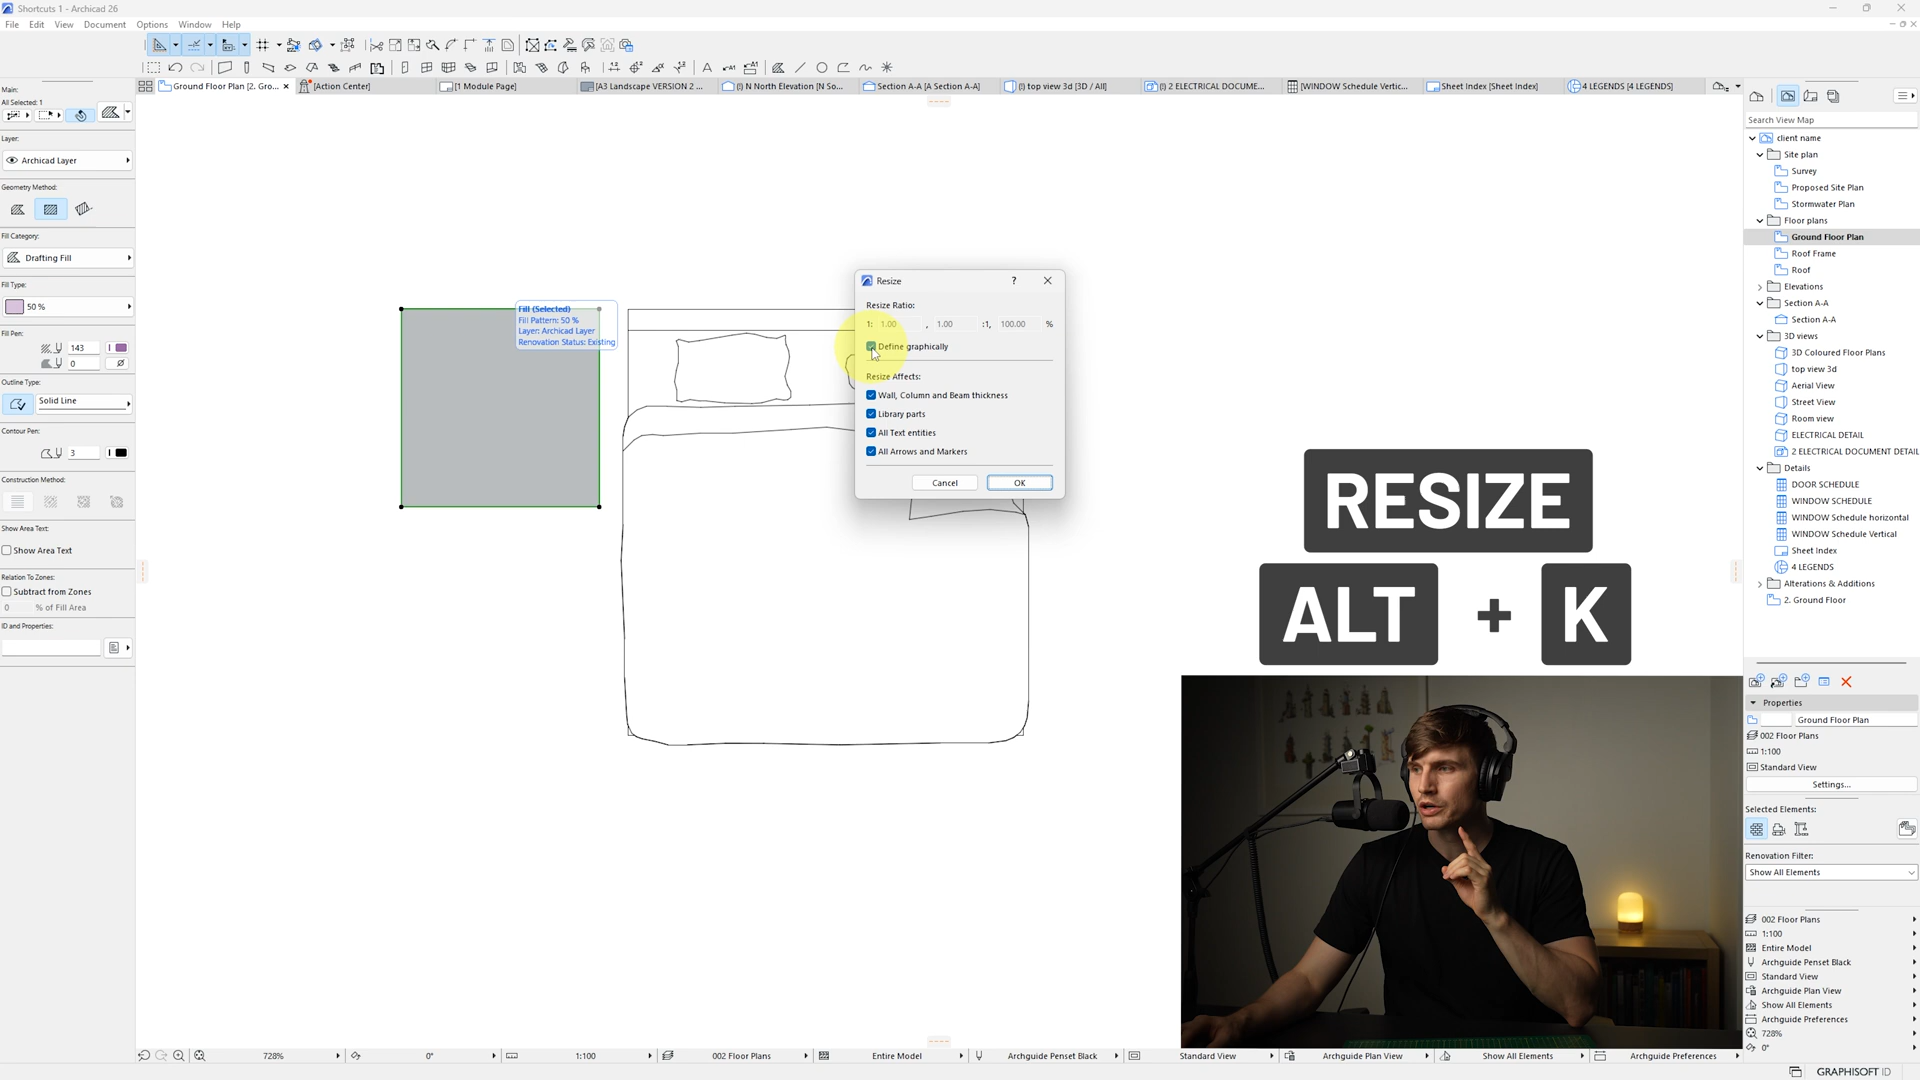 Shortcuts 1 - Archicad 26
File Edit View Document Options Window Help
Ground Floor Plan [2. Gro...
[Action Center]
[1 Module Page]
[A3 Landscape VERSION 2 ...
(!) N North Elevation [N So...
Section A-A [A Section A-A]
(!) top view 3d [3D / All]
(!) 2 ELECTRICAL DOCUME...
[WINDOW Schedule Vertic...
Sheet Index [Sheet Index]
4 LEGENDS [4 LEGENDS]
Main:
All Selected: 1
Layer:
Archicad Layer
Geometry Method:
Fill Category:
Drafting Fill
Fill Type:
50 %
Fill Pen:
143
0
Outline Type:
Solid Line
Contour Pen:
3
Construction Method:
Show Area Text:
Show Area Text
Relation To Zones:
Subtract from Zones
0 % of Fill Area
ID and Properties:
Fill (Selected)
Fill Pattern: 50 %
Layer: Archicad Layer
Renovation Status: Existing
Resize
?
Resize Ratio:
1: 1.00 , 1.00 :1, 100.00 %
Define graphically
Resize Affects:
Wall, Column and Beam thickness
Library parts
All Text entities
All Arrows and Markers
Cancel OK
RESIZE
ALT + K
Search View Map
client name
Site plan
Survey
Proposed Site Plan
Stormwater Plan
Floor plans
Ground Floor Plan
Roof Frame
Roof
Elevations
Section A-A
Section A-A
3D views
3D Coloured Floor Plans
top view 3d
Aerial View
Street View
Room view
ELECTRICAL DETAIL
2 ELECTRICAL DOCUMENT DETAIL
Details
DOOR SCHEDULE
WINDOW SCHEDULE
WINDOW Schedule horizontal
WINDOW Schedule Vertical
Sheet Index
4 LEGENDS
Alterations & Additions
2. Ground Floor
Properties
Ground Floor Plan
002 Floor Plans
1:100
Standard View
Settings...
Selected Elements:
Renovation Filter:
Show All Elements
002 Floor Plans
1:100
Entire Model
Archguide Penset Black
Standard View
Archguide Plan View
Show All Elements
Archguide Preferences
728%
0°
728% 0° 1:100 002 Floor Plans Entire Model Archguide Penset Black Standard View Archguide Plan View Show All Elements Archguide Preferences
GRAPHISOFT ID